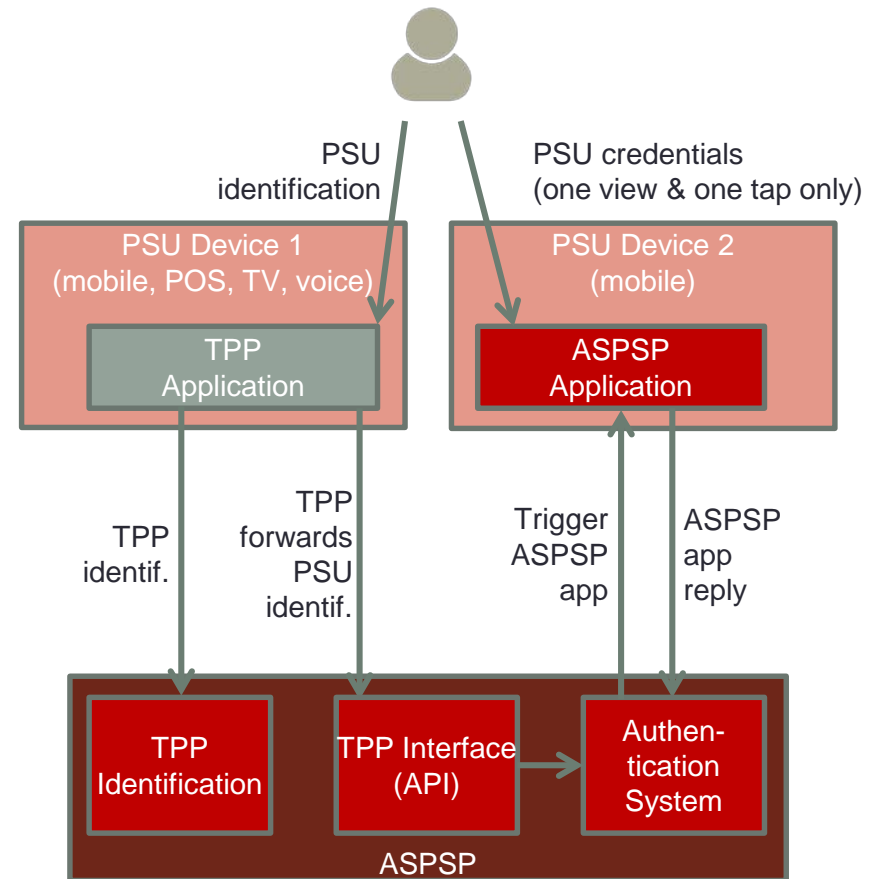 PSU
identification
PSU credentials
(one view & one tap only)
PSU Device 1
(mobile, POS, TV, voice)
PSU Device 2
(mobile)
TPP
Application
ASPSP
Application
TPP
identif.
TPP
forwards
PSU
identif.
Trigger
ASPSP
app
ASPSP
app
reply
TPP
Identification
TPP Interface
(API)
Authen-
tication
System
ASPSP